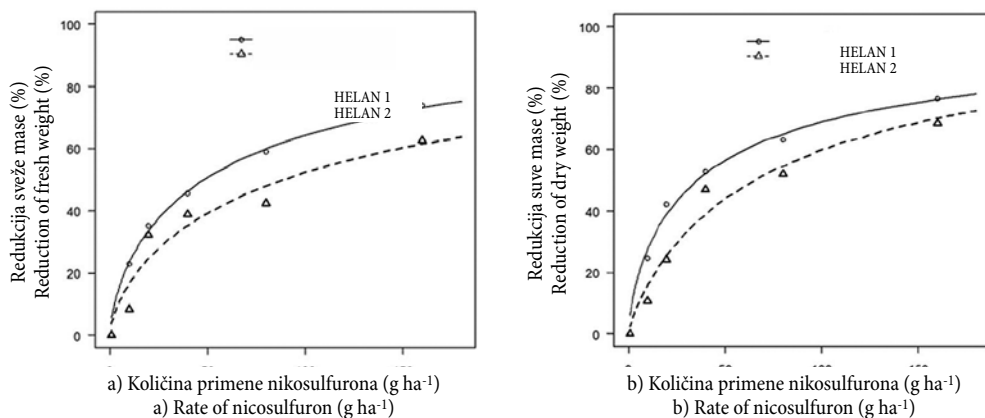 Redukcija sveže mase (%)
Reduction of fresh weight (%)
100
80
60
40
20
0
HELAN 1
HELAN 2
a) Količina primene nikosulfurona (g ha⁻¹)
a) Rate of nicosulfuron (g ha⁻¹)
Redukcija suve mase (%)
Reduction of dry weight (%)
100
80
60
40
20
0
HELAN 1
HELAN 2
b) Količina primene nikosulfurona (g ha⁻¹)
b) Rate of nicosulfuron (g ha⁻¹)